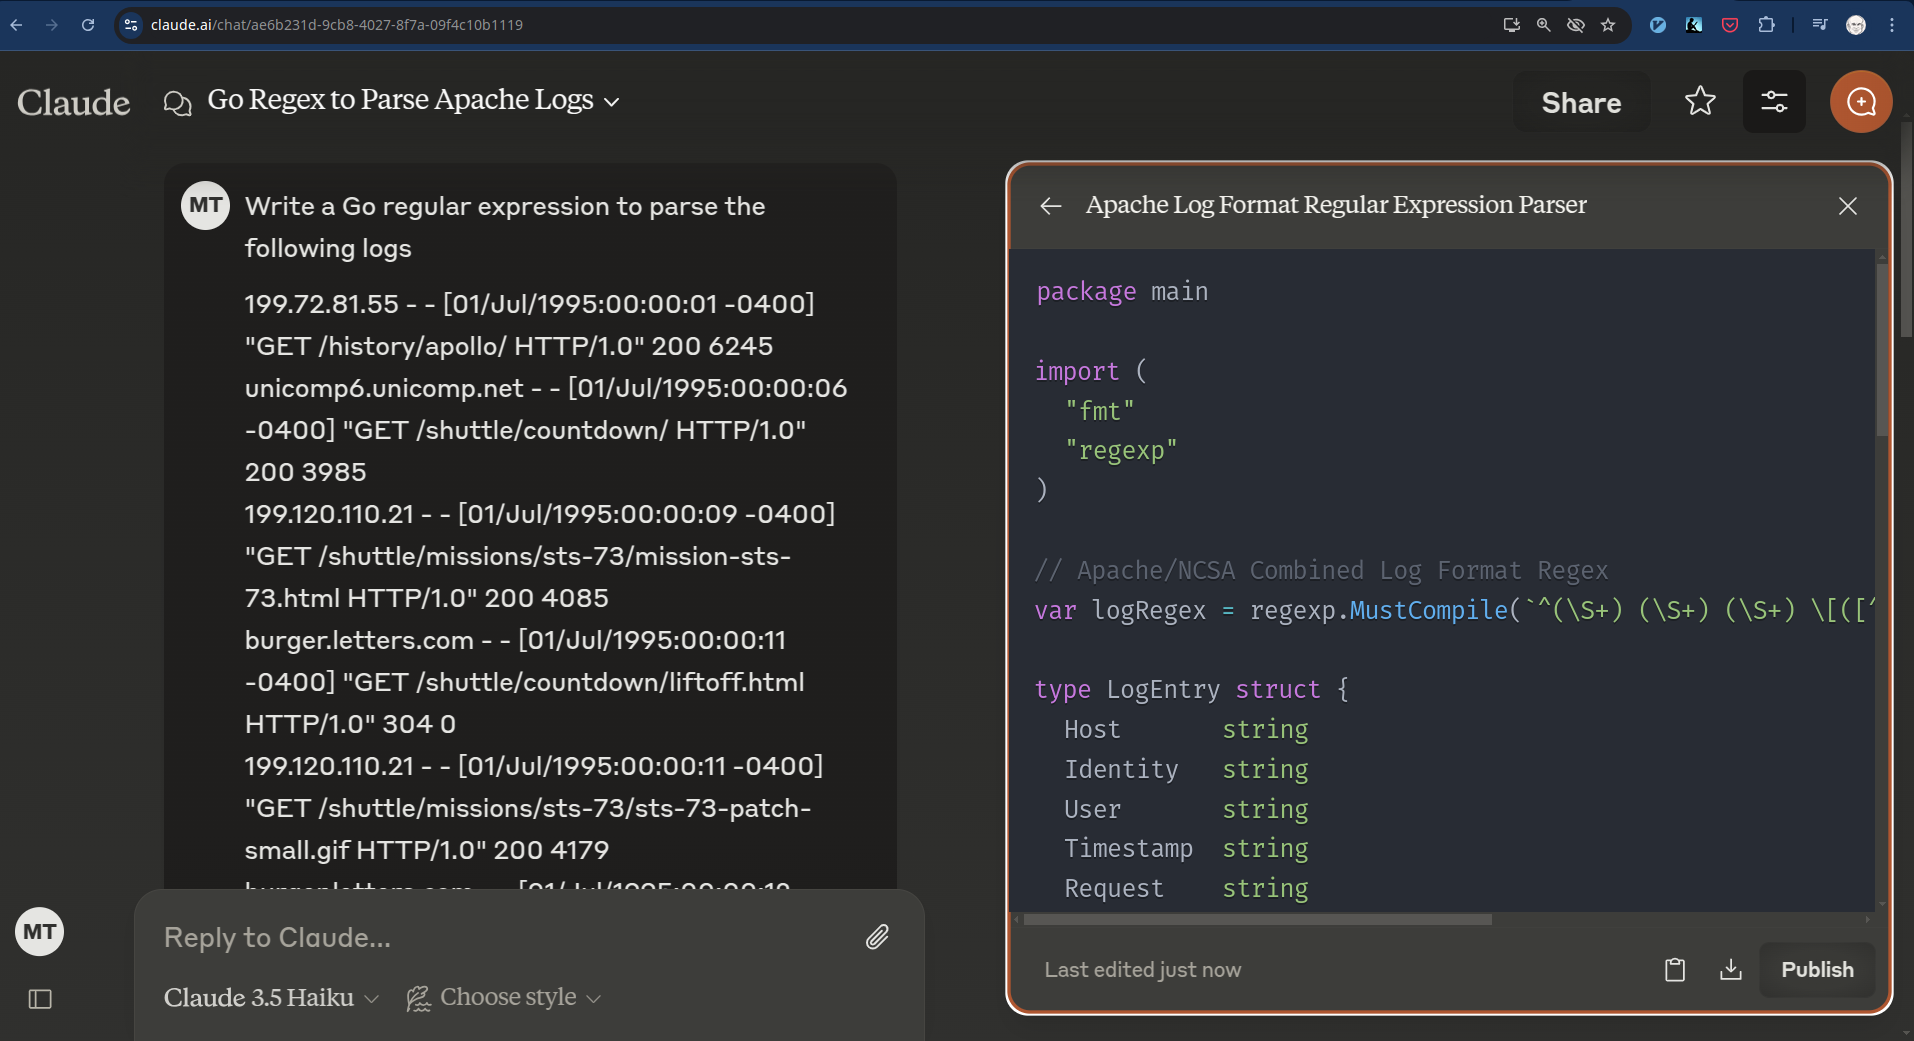 claude.ai/chat/ae6b231d-9cb8-4027-8f7a-09f4c10b1119
Claude
Go Regex to Parse Apache Logs
Share
MT
Write a Go regular expression to parse the
following logs
199.72.81.55 - - [01/Jul/1995:00:00:01 -0400]
"GET /history/apollo/ HTTP/1.0" 200 6245
unicomp6.unicomp.net - - [01/Jul/1995:00:00:06
-0400] "GET /shuttle/countdown/ HTTP/1.0"
200 3985
199.120.110.21 - - [01/Jul/1995:00:00:09 -0400]
"GET /shuttle/missions/sts-73/mission-sts-
73.html HTTP/1.0" 200 4085
burger.letters.com - - [01/Jul/1995:00:00:11
-0400] "GET /shuttle/countdown/liftoff.html
HTTP/1.0" 304 0
199.120.110.21 - - [01/Jul/1995:00:00:11 -0400]
"GET /shuttle/missions/sts-73/sts-73-patch-
small.gif HTTP/1.0" 200 4179
burger.letters.com - - [01/Jul/1995:00:00:12
MT
Reply to Claude...
Claude 3.5 Haiku
Choose style
Apache Log Format Regular Expression Parser
package main
import (
"fmt"
"regexp"
)
// Apache/NCSA Combined Log Format Regex
var logRegex = regexp.MustCompile(`^(\S+) (\S+) (\S+) \[([^
type LogEntry struct {
Host string
Identity string
User string
Timestamp string
Request string
Last edited just now
Publish